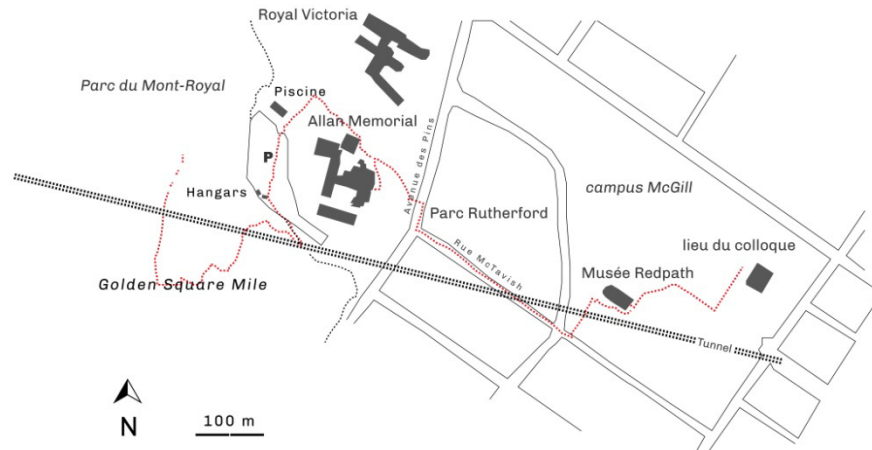 Royal Victoria
Parc du Mont-Royal
Piscine
Allan Memorial
P
Avenue des Pins
campus McGill
Hangars
Parc Rutherford
Rue McTavish
lieu du colloque
Musée Redpath
Golden Square Mile
Tunnel
N
100 m